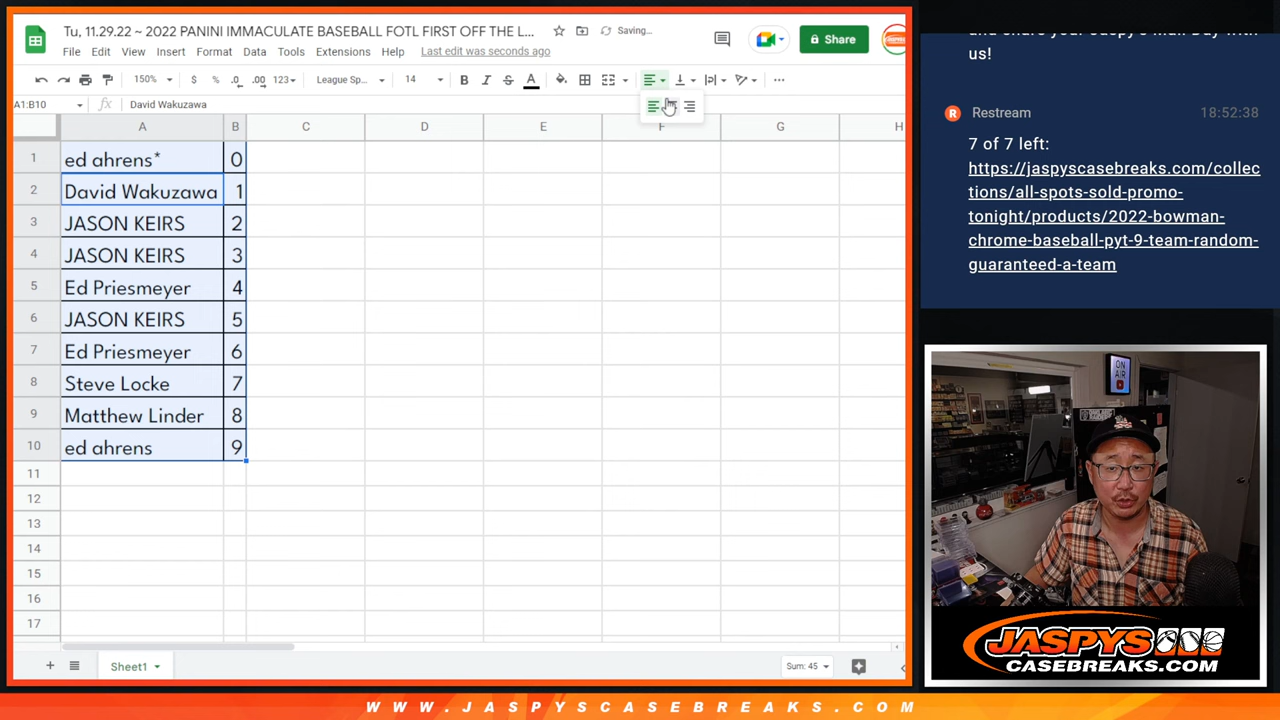 Tu, 11.29.22 ~ 2022 PANINI IMMACULATE BASEBALL FOTL FIRST OFF THE L...
Saving...
File Edit View Insert Format Data Tools Extensions Help Last edit was seconds ago
Share
150% $ % .0 .00 123 League Sp... 14 B I S A
A1:B10 fx David Wakuzawa
A B C D E F G H
1 ed ahrens* 0
2 David Wakuzawa 1
3 JASON KEIRS 2
4 JASON KEIRS 3
5 Ed Priesmeyer 4
6 JASON KEIRS 5
7 Ed Priesmeyer 6
8 Steve Locke 7
9 Matthew Linder 8
10 ed ahrens 9
11
12
13
14
15
16
17
Sheet1
Sum: 45
us!
R Restream 18:52:38
7 of 7 left:
https://jaspyscasebreaks.com/collec
tions/all-spots-sold-promo-
tonight/products/2022-bowman-
chrome-baseball-pyt-9-team-random-
guaranteed-a-team
ON
AIR
JASPYS
CASEBREAKS.COM
WWW.JASPYSCASEBREAKS.COM